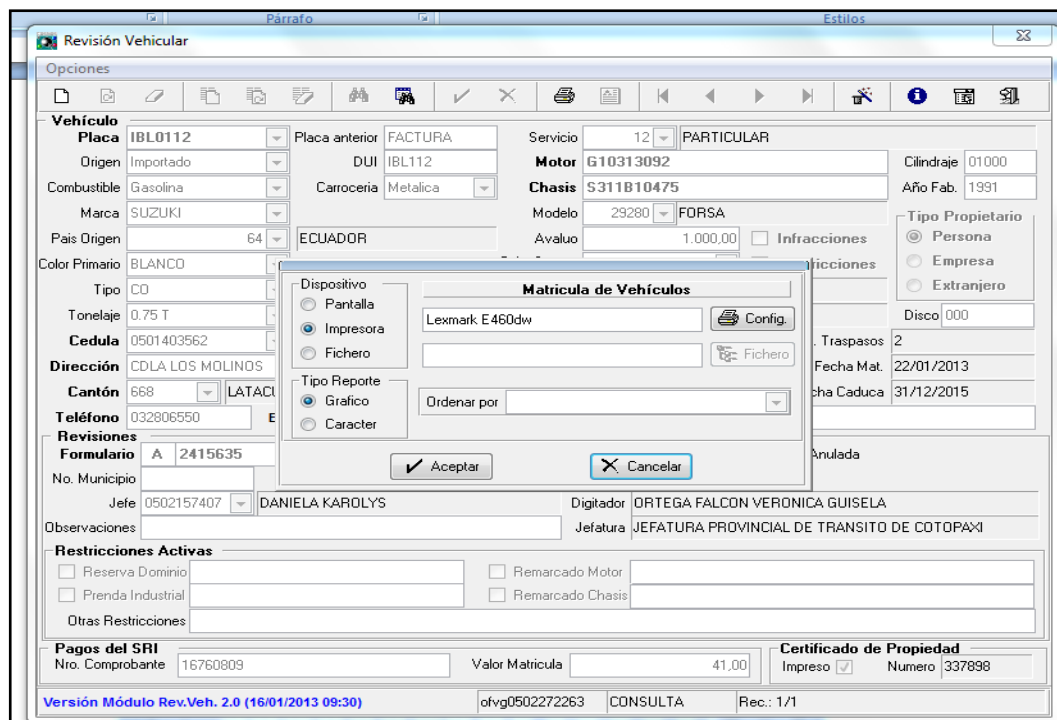 Párrafo Estilos
Revisión Vehicular
Opciones
Vehículo
Placa IBL0112 Placa anterior FACTURA Servicio 12 PARTICULAR
Origen Importado DUI IBL112 Motor G10313092 Cilindraje 01000
Combustible Gasolina Carroceria Metalica Chasis S311B10475 Año Fab. 1991
Marca SUZUKI Modelo 29280 FORSA Tipo Propietario
Pais Origen 64 ECUADOR Avaluo 1.000,00 Infracciones Persona
Color Primario BLANCO ricciones Empresa
Tipo CO Extranjero
Tonelaje 0.75 T Disco 000
Cedula 0501403562 . Traspasos 2
Dirección CDLA LOS MOLINOS Fecha Mat. 22/01/2013
Cantón 668 LATACU cha Caduca 31/12/2015
Teléfono 032806550 E
Dispositivo Matricula de Vehículos
Pantalla
Impresora Lexmark E460dw Config.
Fichero Fichero
Tipo Reporte
Grafico Ordenar por
Caracter
Aceptar Cancelar
Revisiones
Formulario A 2415635 Anulada
No. Municipio
Jefe 0502157407 DANIELA KAROLYS Digitador ORTEGA FALCON VERONICA GUISELA
Observaciones Jefatura JEFATURA PROVINCIAL DE TRANSITO DE COTOPAXI
Restricciones Activas
Reserva Dominio Remarcado Motor
Prenda Industrial Remarcado Chasis
Otras Restricciones
Pagos del SRI Certificado de Propiedad
Nro. Comprobante 16760809 Valor Matricula 41,00 Impreso Numero 337898
Versión Módulo Rev.Veh. 2.0 (16/01/2013 09:30) ofvg0502272263 CONSULTA Rec.: 1/1